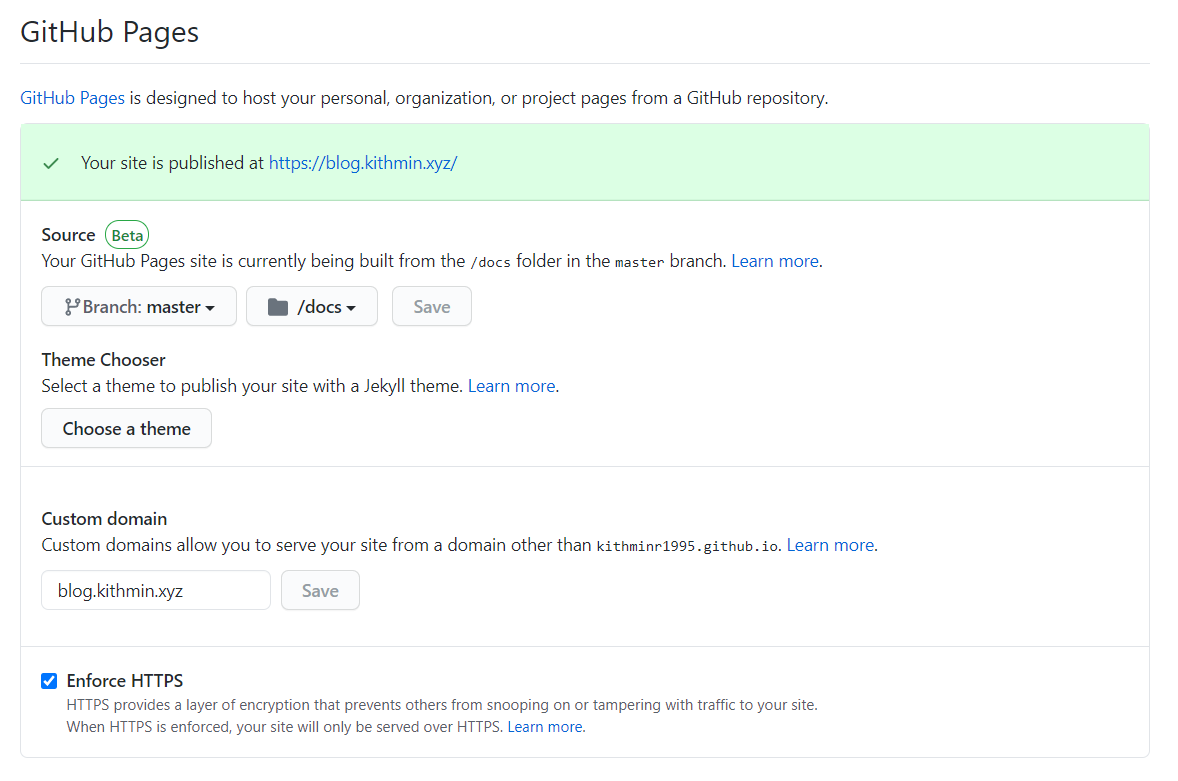 GitHub Pages
GitHub Pages is designed to host your personal, organization, or project pages from a GitHub repository.
Your site is published at https://blog.kithmin.xyz/
Source Beta
Your GitHub Pages site is currently being built from the /docs folder in the master branch. Learn more.
Branch: master /docs Save
Theme Chooser
Select a theme to publish your site with a Jekyll theme. Learn more.
Choose a theme
Custom domain
Custom domains allow you to serve your site from a domain other than kithminr1995.github.io. Learn more.
blog.kithmin.xyz Save
Enforce HTTPS
HTTPS provides a layer of encryption that prevents others from snooping on or tampering with traffic to your site.
When HTTPS is enforced, your site will only be served over HTTPS. Learn more.